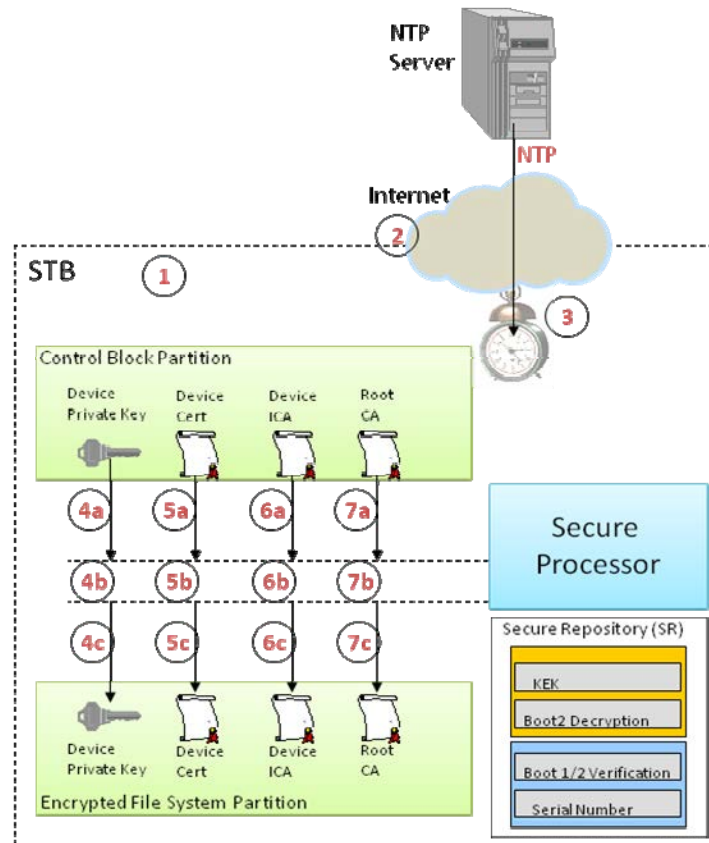 NTP
Server
NTP
Internet
2
STB
1
3
Control Block Partition
Device
Private Key
Device
Cert
Device
ICA
Root
CA
4a
5a
6a
7a
Secure
Processor
4b
5b
6b
7b
4c
5c
6c
7c
Secure Repository (SR)
KEK
Boot2 Decryption
Boot 1/2 Verification
Serial Number
Device
Private Key
Device
Cert
Device
ICA
Root
CA
Encrypted File System Partition